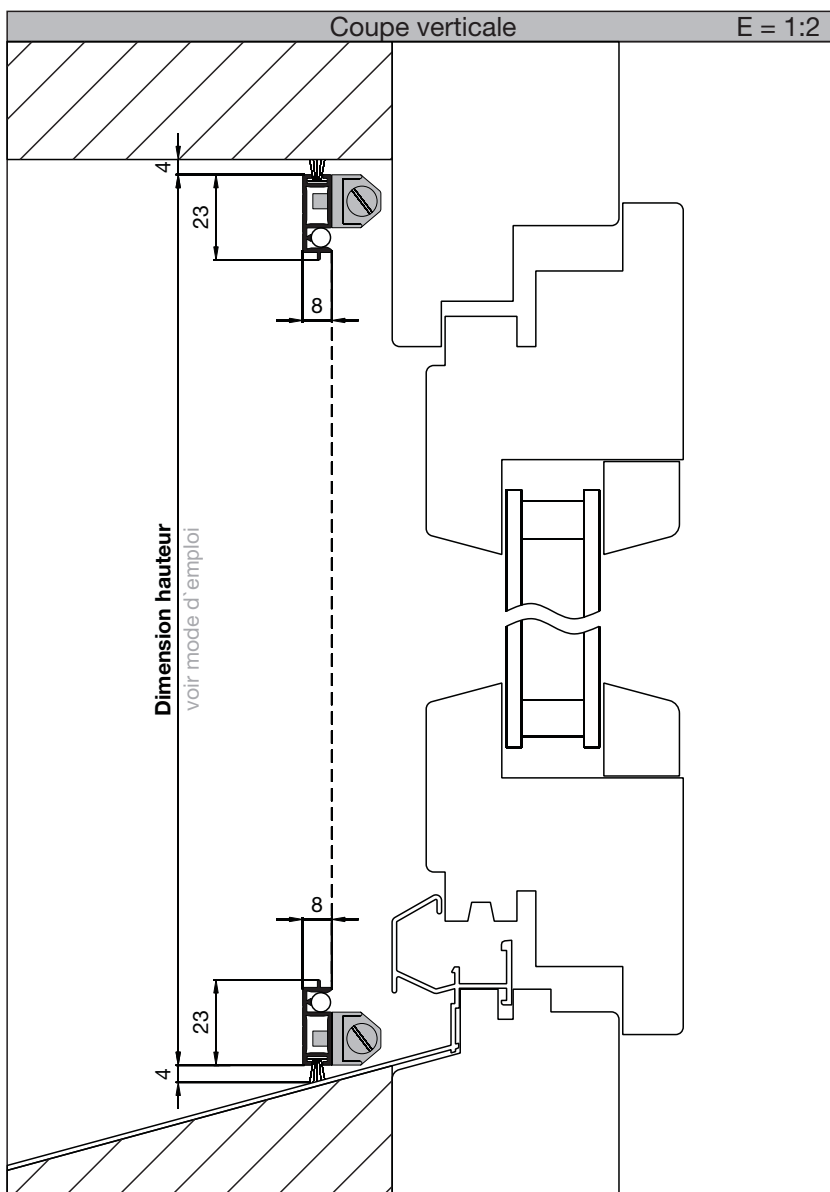 Coupe verticale E = 1:2
4
23
8
Dimension hauteur
voir mode d`emploi
8
23
4